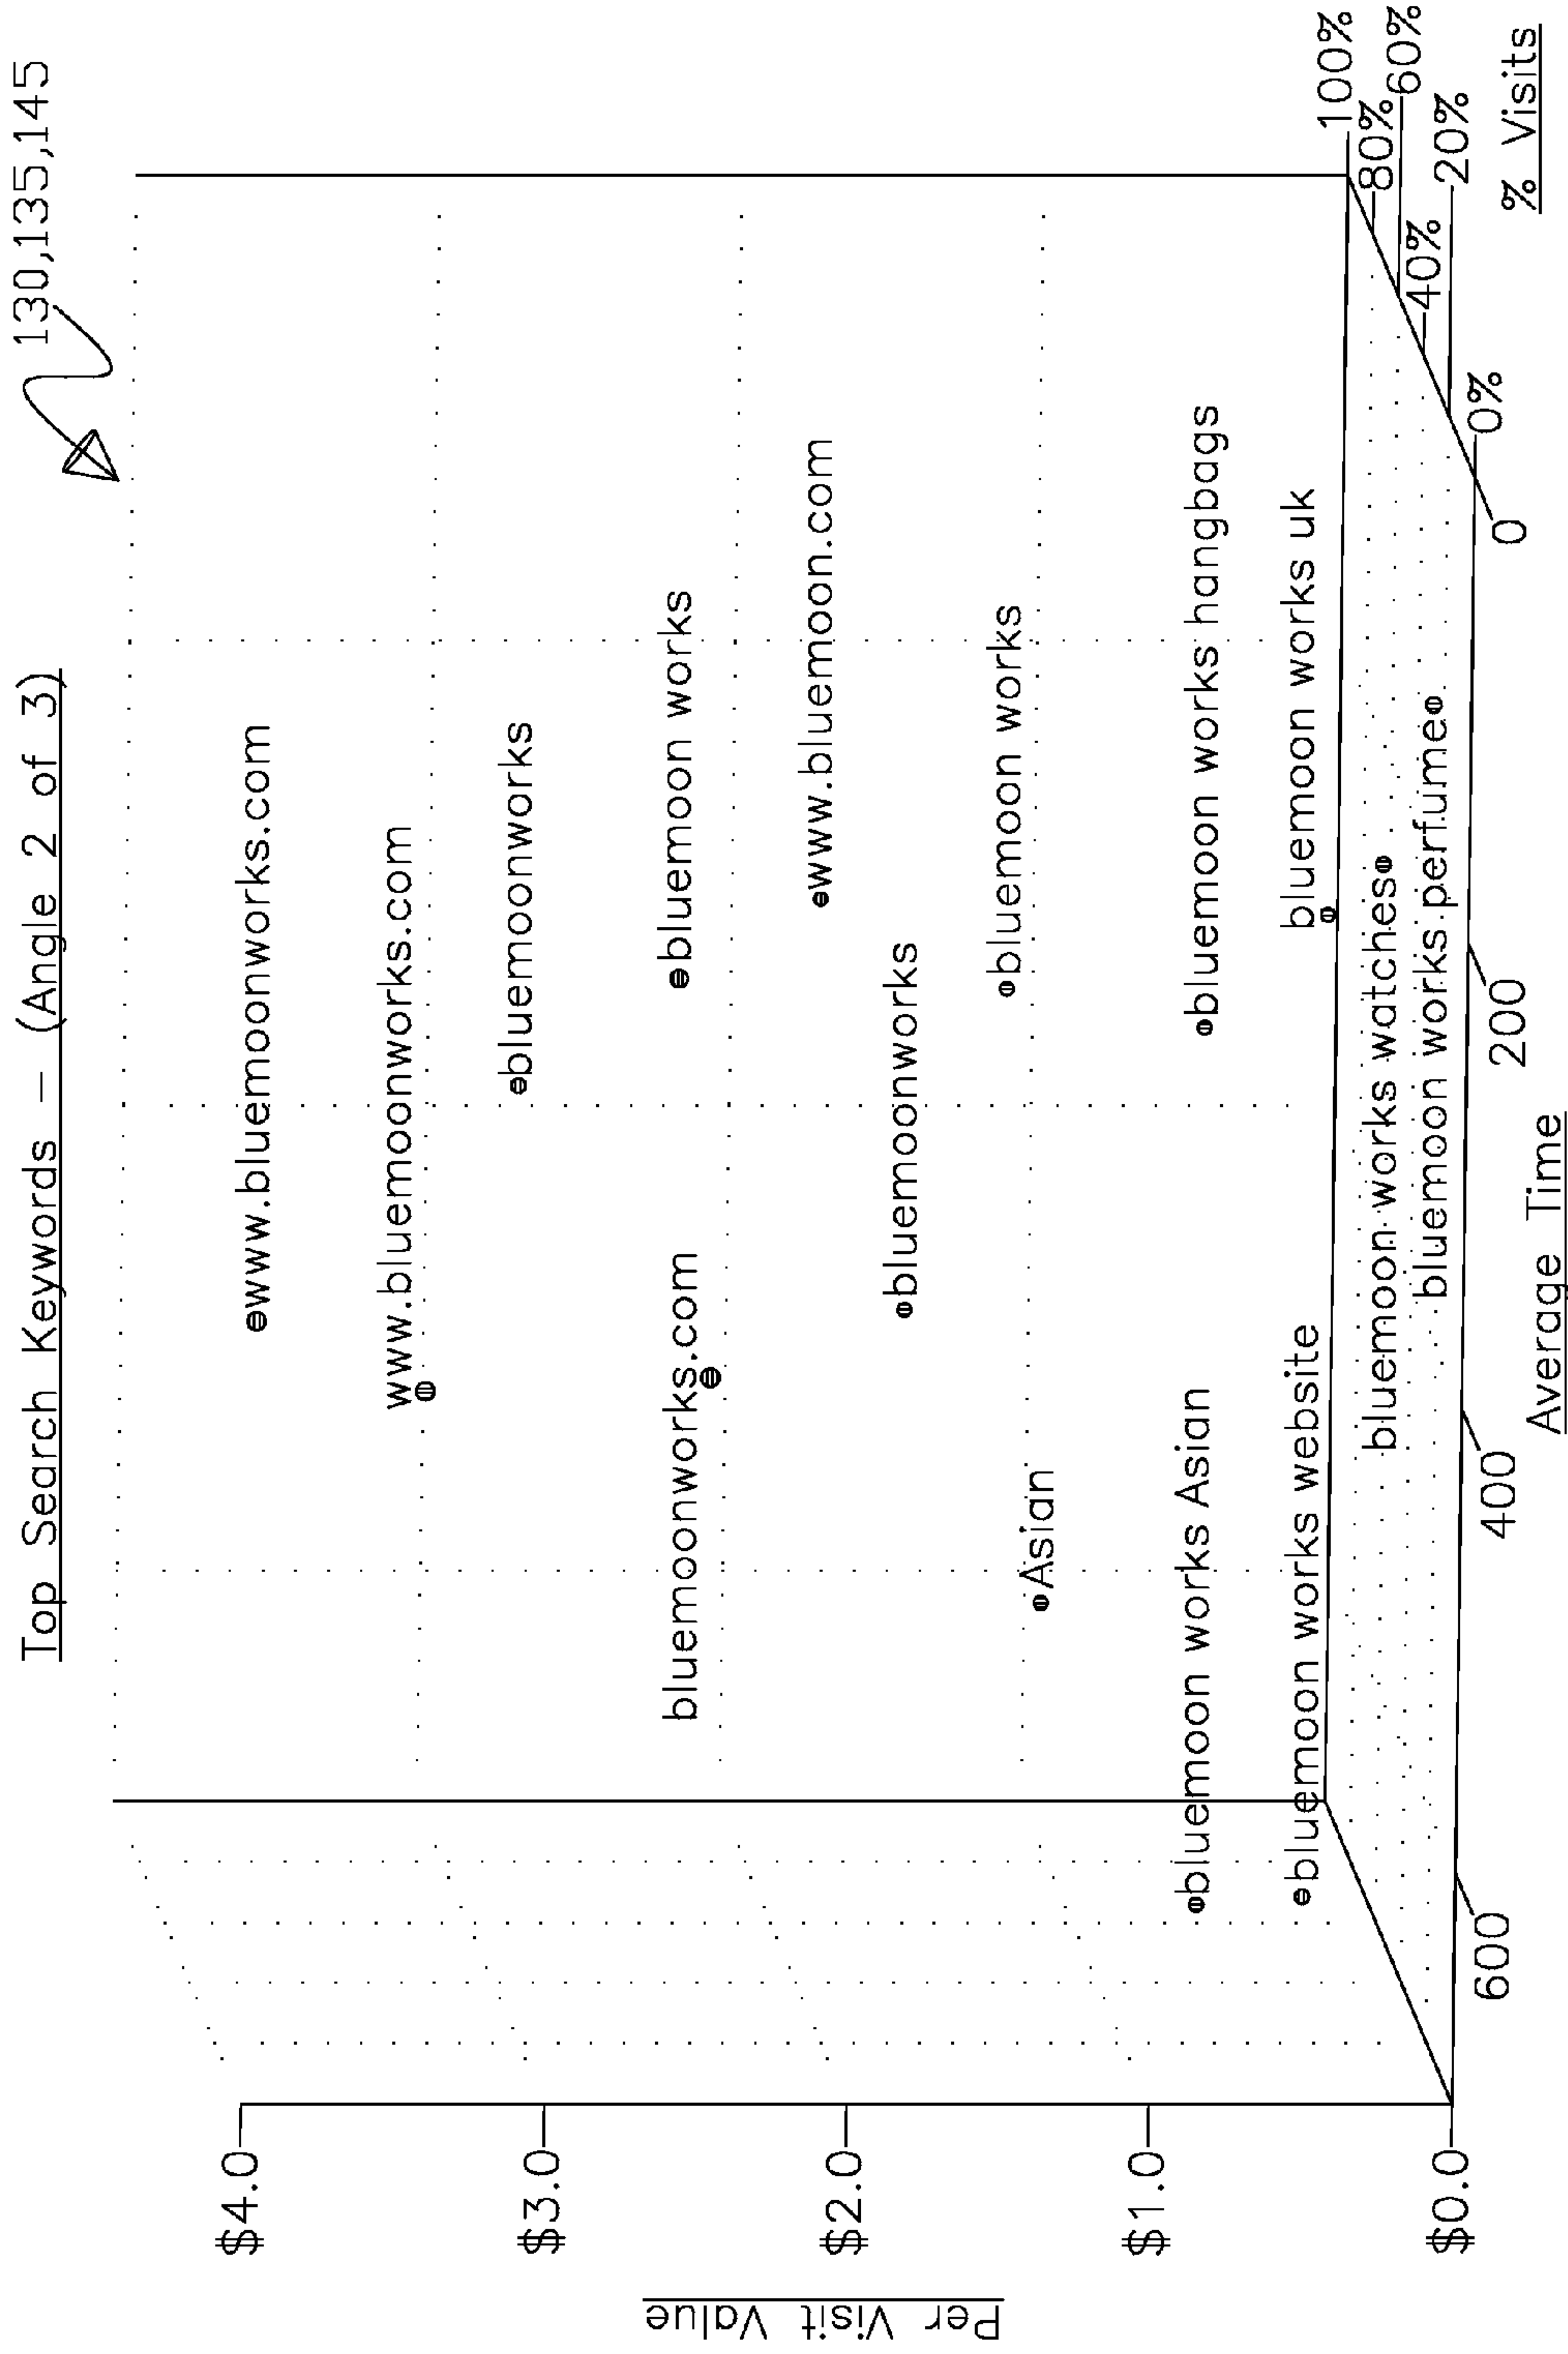 Top Search Keywords — (Angle 2 of 3)
130,135,145
Per Visit Value
$4.0
$3.0
$2.0
$1.0
$0.0
www.bluemoonworks.com
www.bluemoonworks.com
bluemoonworks
bluemoonworks.com
bluemoon works
www.bluemoon.com
bluemoonworks
bluemoon works
Asian
bluemoon works Asian
bluemoon works hangbags
bluemoon works website
bluemoon works uk
bluemoon works watches
bluemoon works perfume
600
400
200
0
Average Time
0%
20%
40%
60%
80%
100%
% Visits